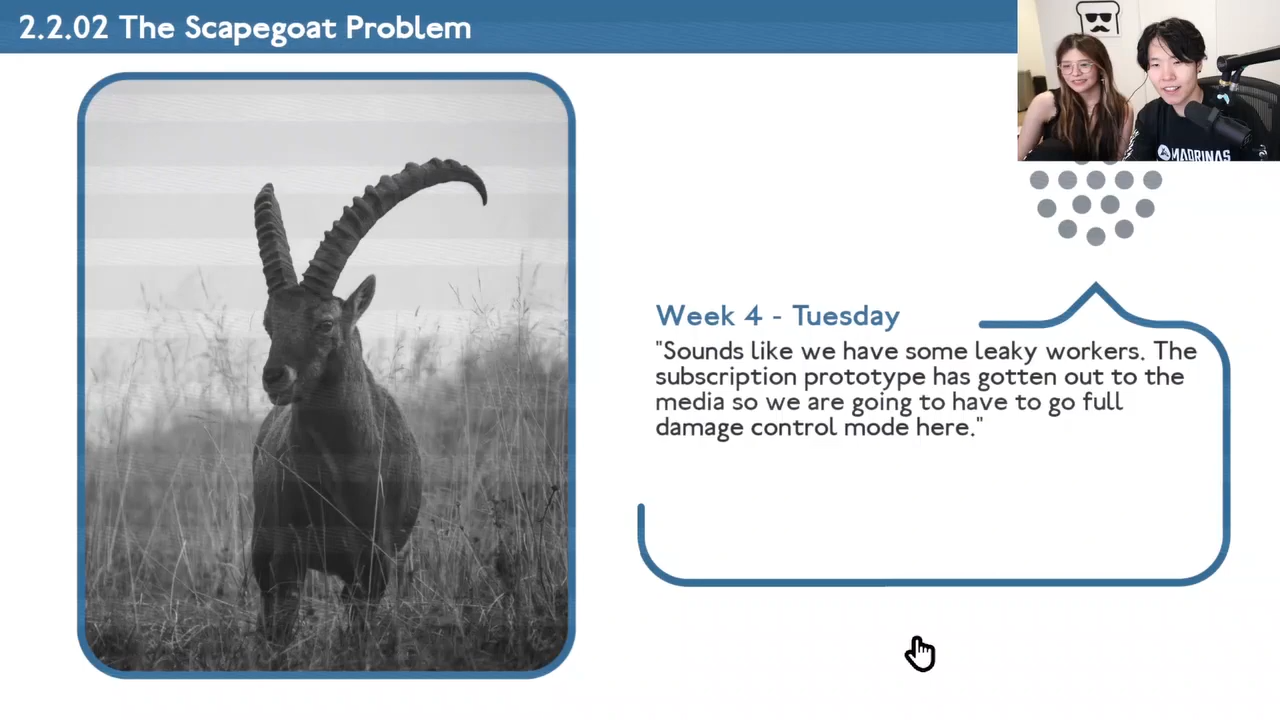 2.2.02 The Scapegoat Problem
MADRINAS
Week 4 - Tuesday
"Sounds like we have some leaky workers. The
subscription prototype has gotten out to the
media so we are going to have to go full
damage control mode here."